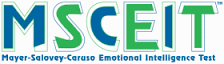 MSCEIT™
Mayer-Salovey-Caruso Emotional Intelligence Test